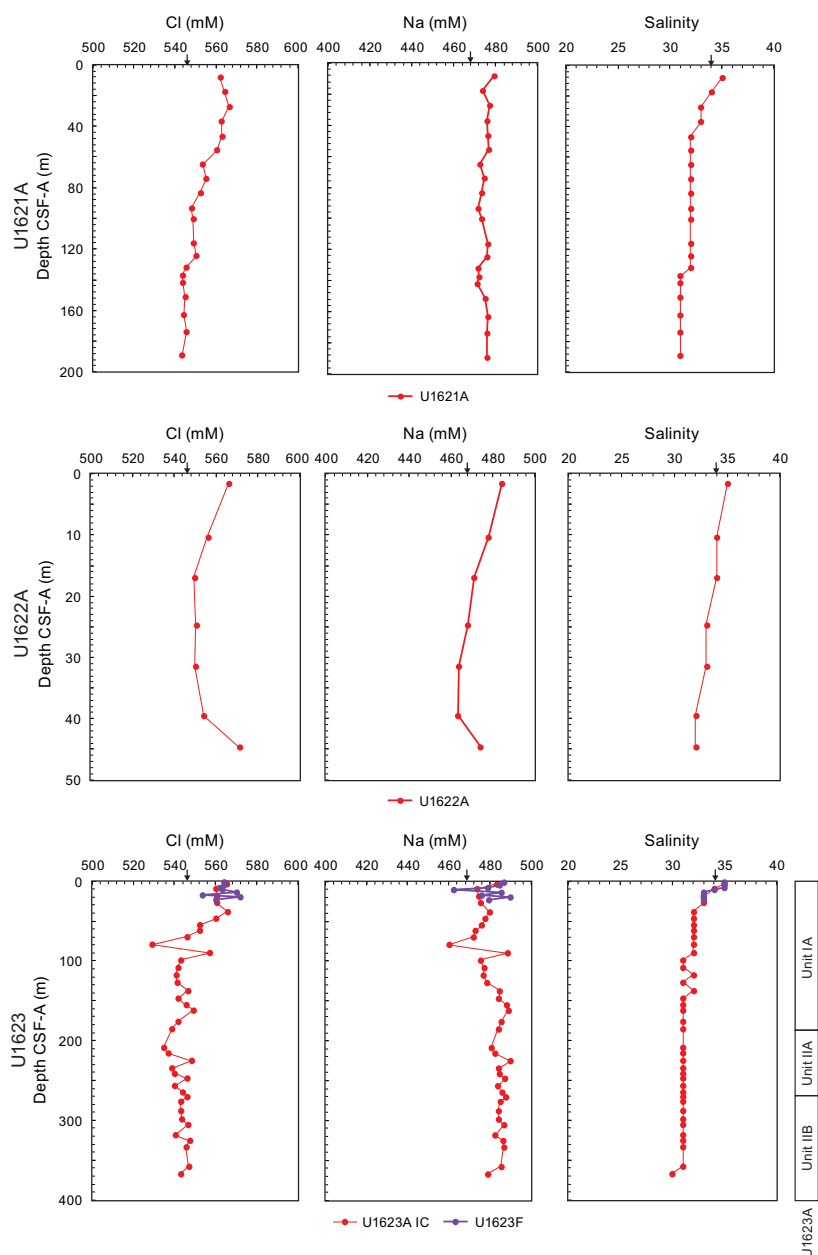 Cl (mM) Na (mM) Salinity
500 520 540 560 580 600 400 420 440 460 480 500 20 25 30 35 40
0
40
80
120
160
200
U1621A
Depth CSF-A (m)
U1621A
Cl (mM) Na (mM) Salinity
500 520 540 560 580 600 400 420 440 460 480 500 20 25 30 35 40
0
10
20
30
40
50
U1622A
Depth CSF-A (m)
U1622A
Cl (mM) Na (mM) Salinity
500 520 540 560 580 600 400 420 440 460 480 500 20 25 30 35 40
0
100
200
300
400
U1623
Depth CSF-A (m)
Unit IA
Unit IIA
Unit IIB
U1623A
U1623A IC U1623F